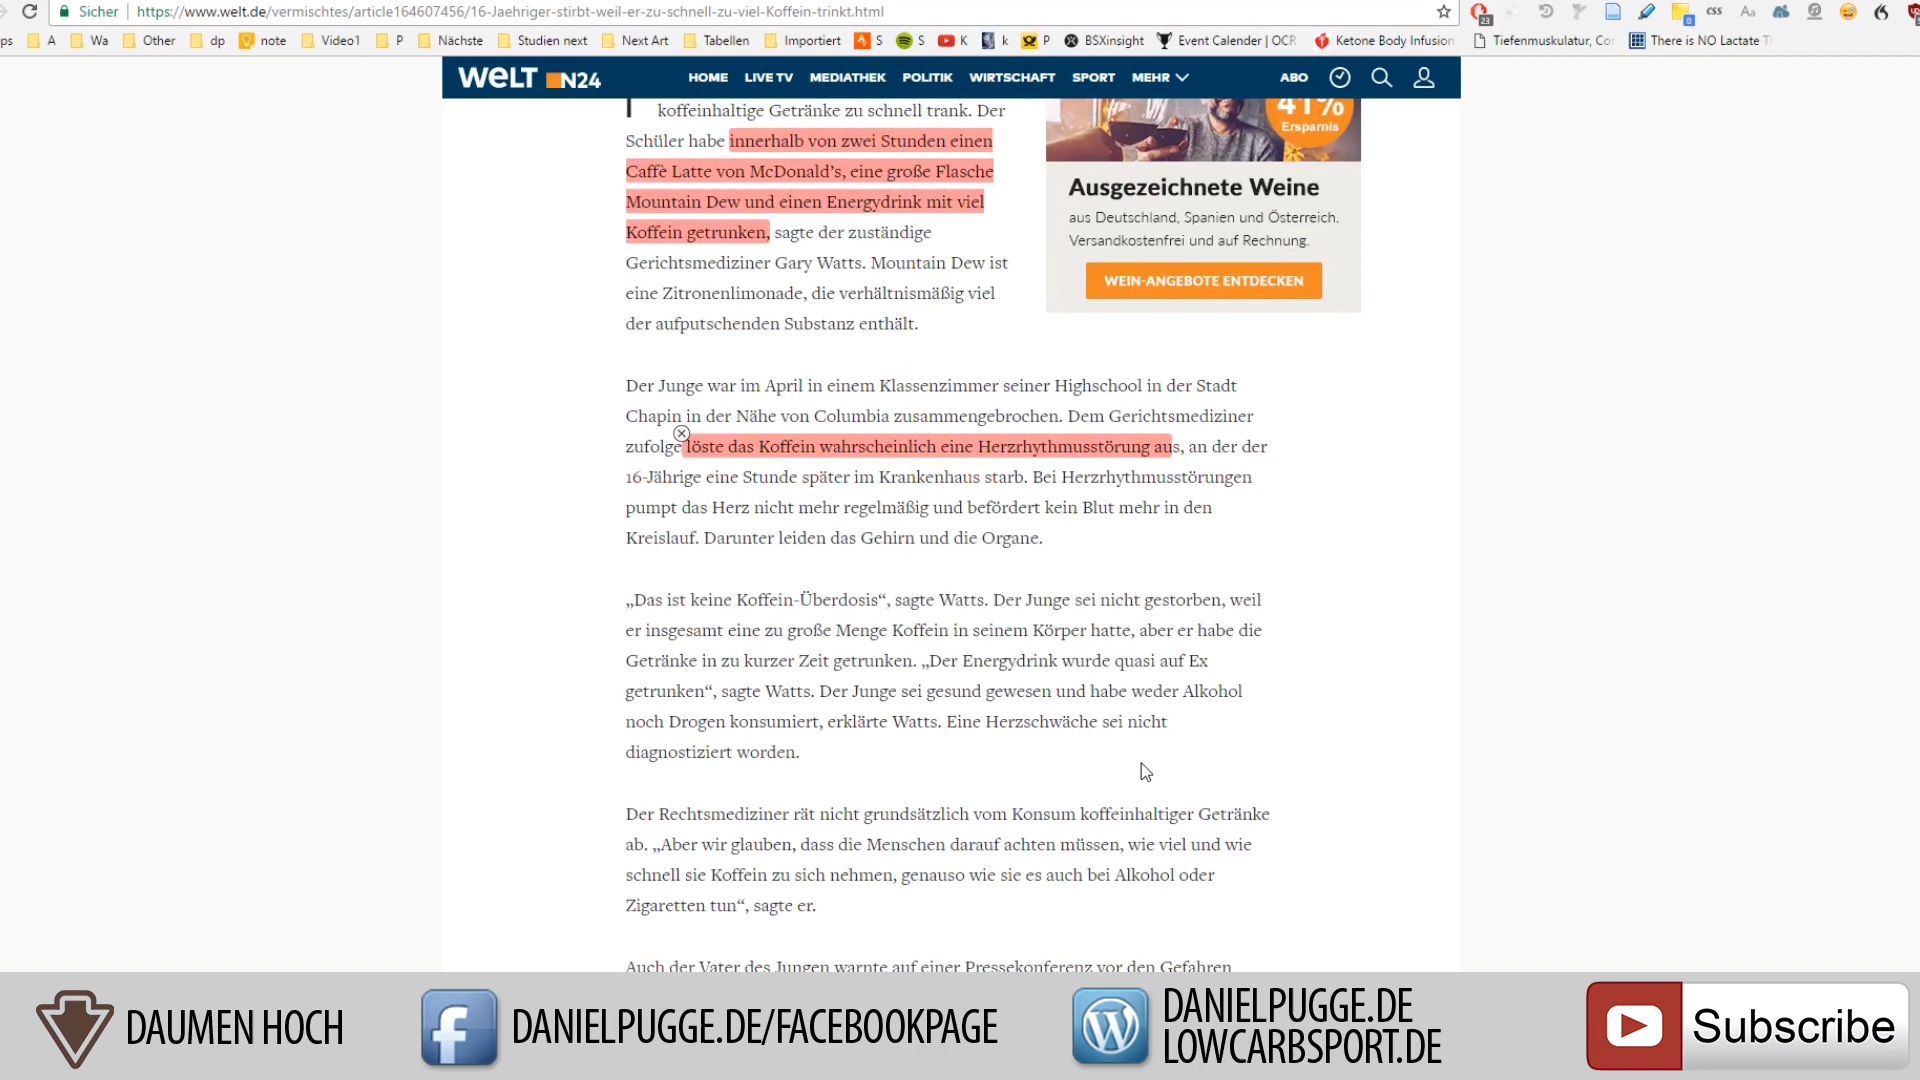 Sicher https://www.welt.de/vermischtes/article164607456/16-Jaehriger-stirbt-weil-er-zu-schnell-zu-viel-Koffein-trinkt.html
23 0 css Aa
ps A Wa Other dp note Video1 P Nächste Studien next Next Art Tabellen Importiert S S K k P BSXinsight Event Calender | OCR Ketone Body Infusion Tiefenmuskulatur, Cor There is NO Lactate T
WELT N24 HOME LIVE TV MEDIATHEK POLITIK WIRTSCHAFT SPORT MEHR ABO
koffeinhaltige Getränke zu schnell trank. Der
Schüler habe innerhalb von zwei Stunden einen
Caffè Latte von McDonald’s, eine große Flasche
Mountain Dew und einen Energydrink mit viel
Koffein getrunken, sagte der zuständige
Gerichtsmediziner Gary Watts. Mountain Dew ist
eine Zitronenlimonade, die verhältnismäßig viel
der aufputschenden Substanz enthält.
41%
Ersparnis
Ausgezeichnete Weine
aus Deutschland, Spanien und Österreich.
Versandkostenfrei und auf Rechnung.
WEIN-ANGEBOTE ENTDECKEN
Der Junge war im April in einem Klassenzimmer seiner Highschool in der Stadt
Chapin in der Nähe von Columbia zusammengebrochen. Dem Gerichtsmediziner
zufolge löste das Koffein wahrscheinlich eine Herzrhythmusstörung aus, an der der
16-Jährige eine Stunde später im Krankenhaus starb. Bei Herzrhythmusstörungen
pumpt das Herz nicht mehr regelmäßig und befördert kein Blut mehr in den
Kreislauf. Darunter leiden das Gehirn und die Organe.
„Das ist keine Koffein-Überdosis“, sagte Watts. Der Junge sei nicht gestorben, weil
er insgesamt eine zu große Menge Koffein in seinem Körper hatte, aber er habe die
Getränke in zu kurzer Zeit getrunken. „Der Energydrink wurde quasi auf Ex
getrunken“, sagte Watts. Der Junge sei gesund gewesen und habe weder Alkohol
noch Drogen konsumiert, erklärte Watts. Eine Herzschwäche sei nicht
diagnostiziert worden.
Der Rechtsmediziner rät nicht grundsätzlich vom Konsum koffeinhaltiger Getränke
ab. „Aber wir glauben, dass die Menschen darauf achten müssen, wie viel und wie
schnell sie Koffein zu sich nehmen, genauso wie sie es auch bei Alkohol oder
Zigaretten tun“, sagte er.
Auch der Vater des Jungen warnte auf einer Pressekonferenz vor den Gefahren
DAUMEN HOCH
DANIELPUGGE.DE/FACEBOOKPAGE
DANIELPUGGE.DE
LOWCARBSPORT.DE
Subscribe